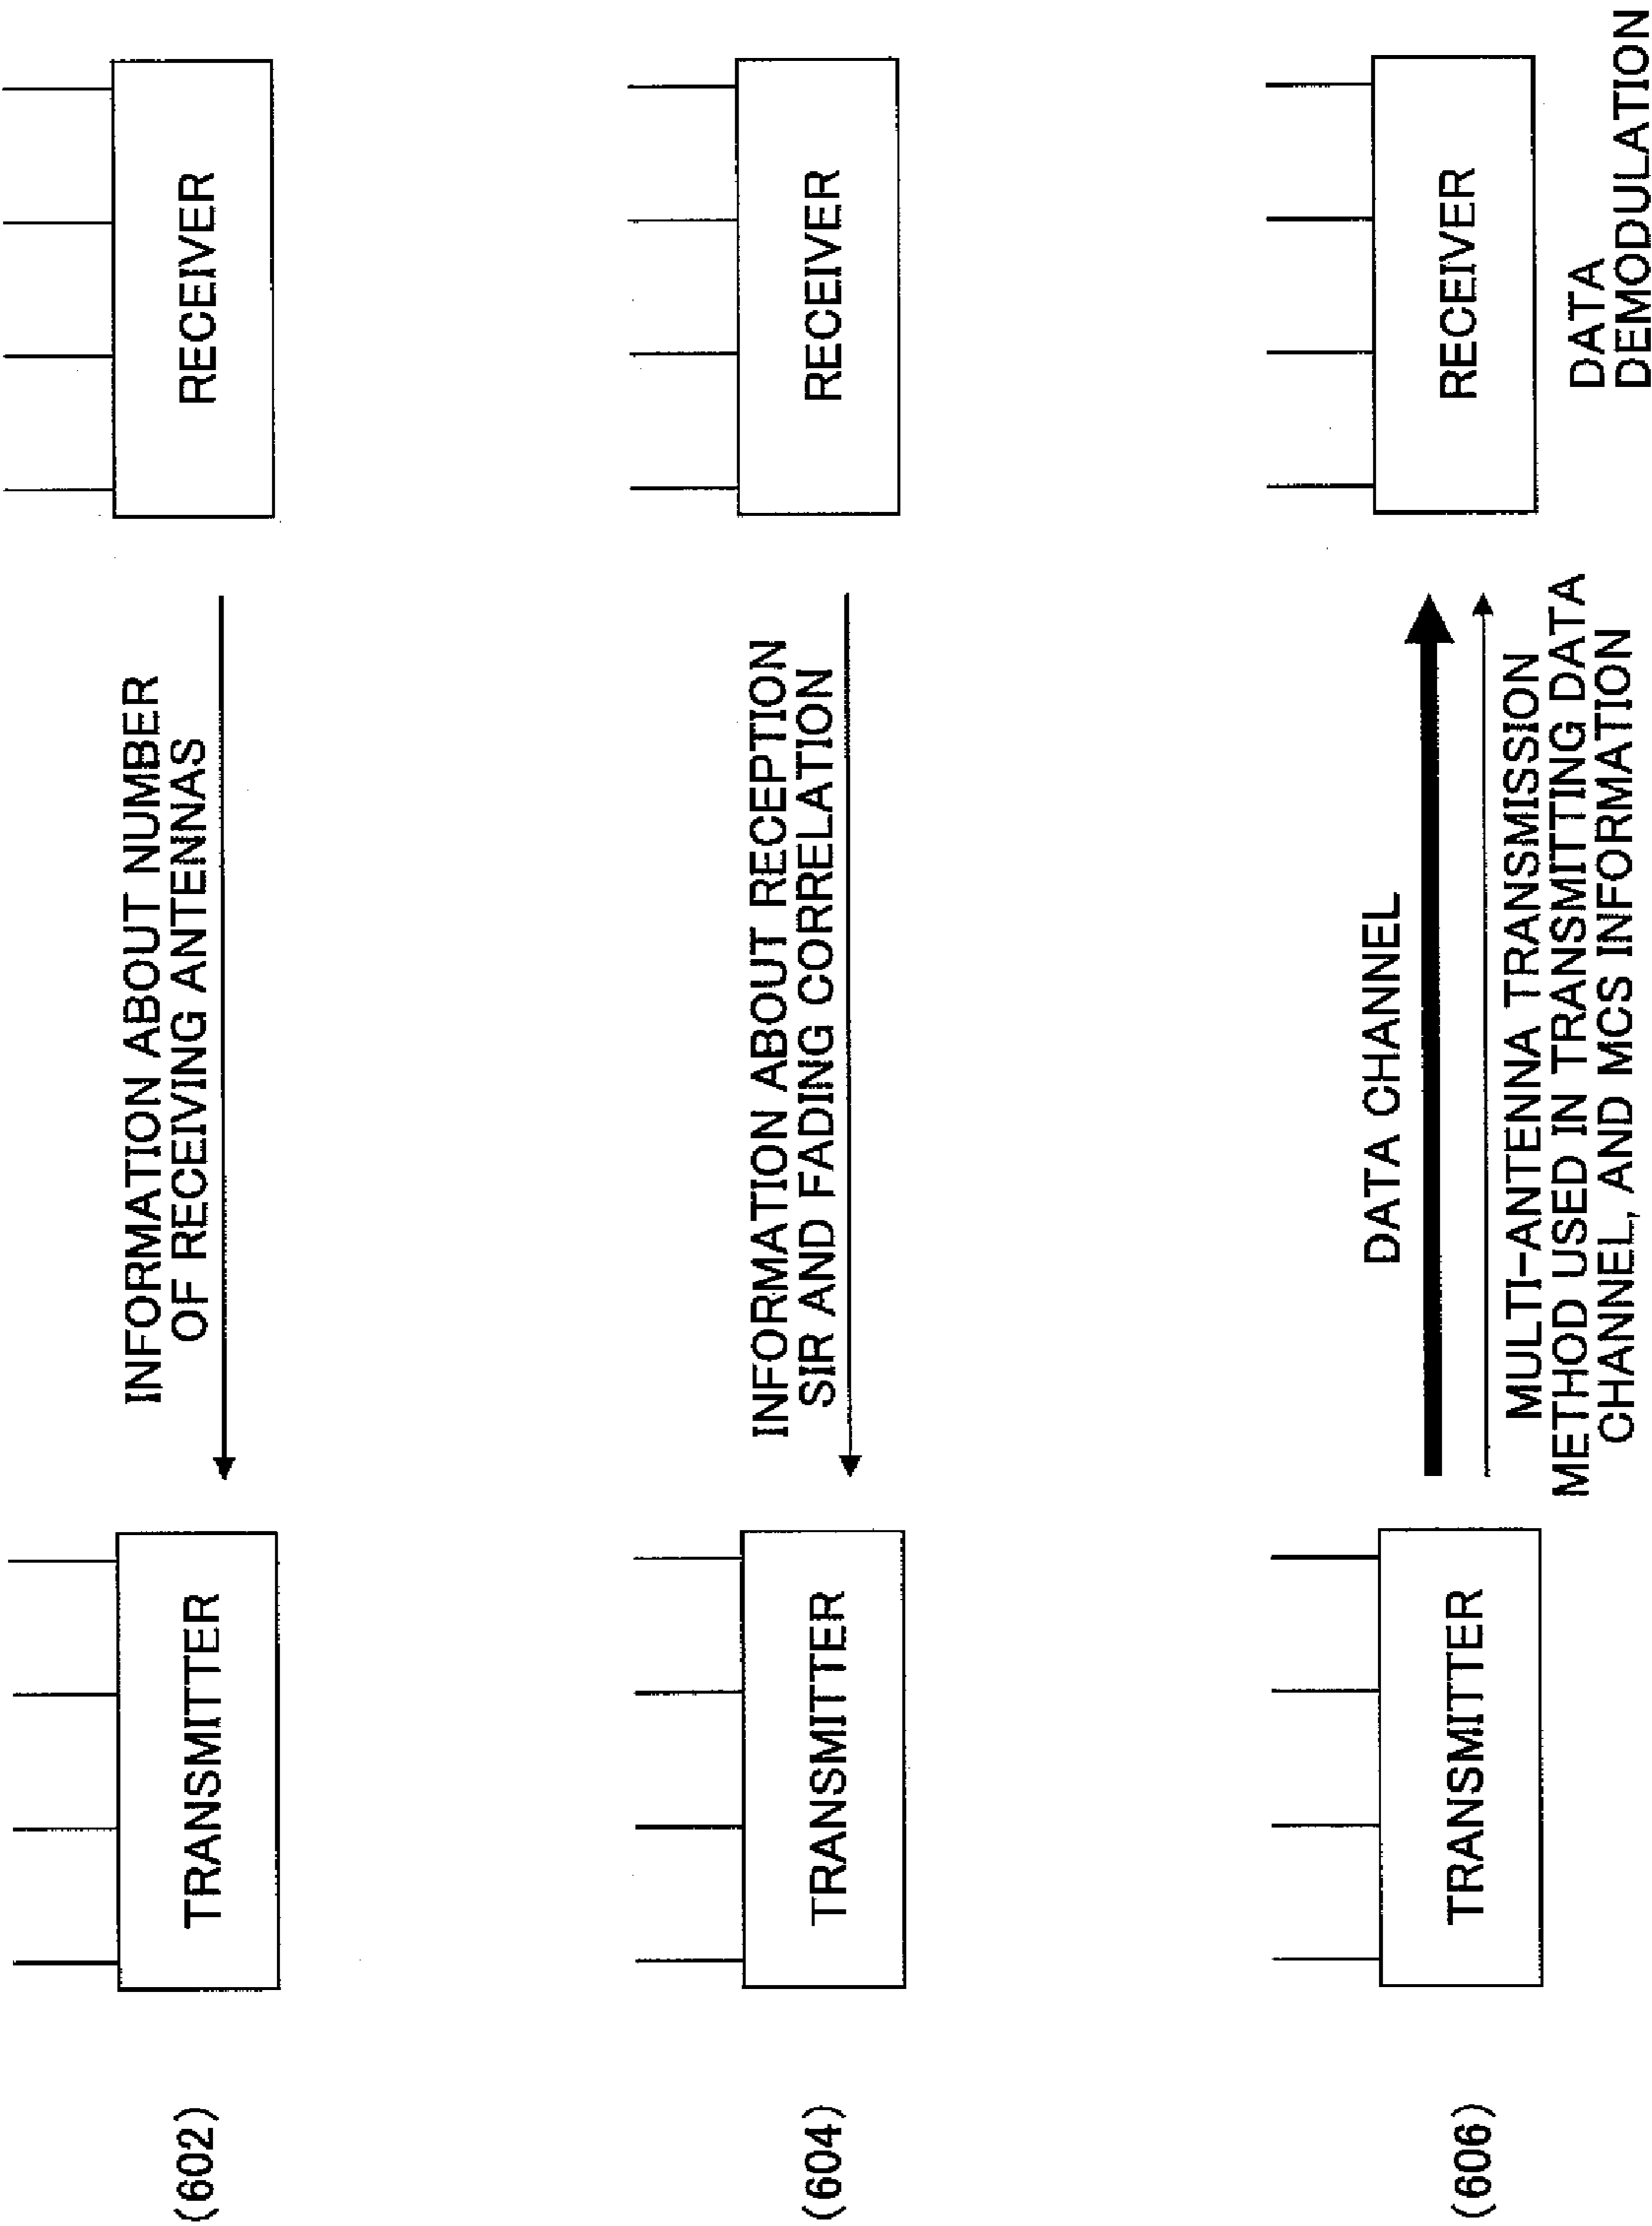 (602)
TRANSMITTER
INFORMATION ABOUT NUMBER
OF RECEIVING ANTENNAS
RECEIVER
(604)
TRANSMITTER
INFORMATION ABOUT RECEPTION
SIR AND FADING CORRELATION
RECEIVER
(606)
TRANSMITTER
DATA CHANNEL
MULTI-ANTENNA TRANSMISSION
METHOD USED IN TRANSMITTING DATA
CHANNEL, AND MCS INFORMATION
RECEIVER
DATA
DEMODULATION